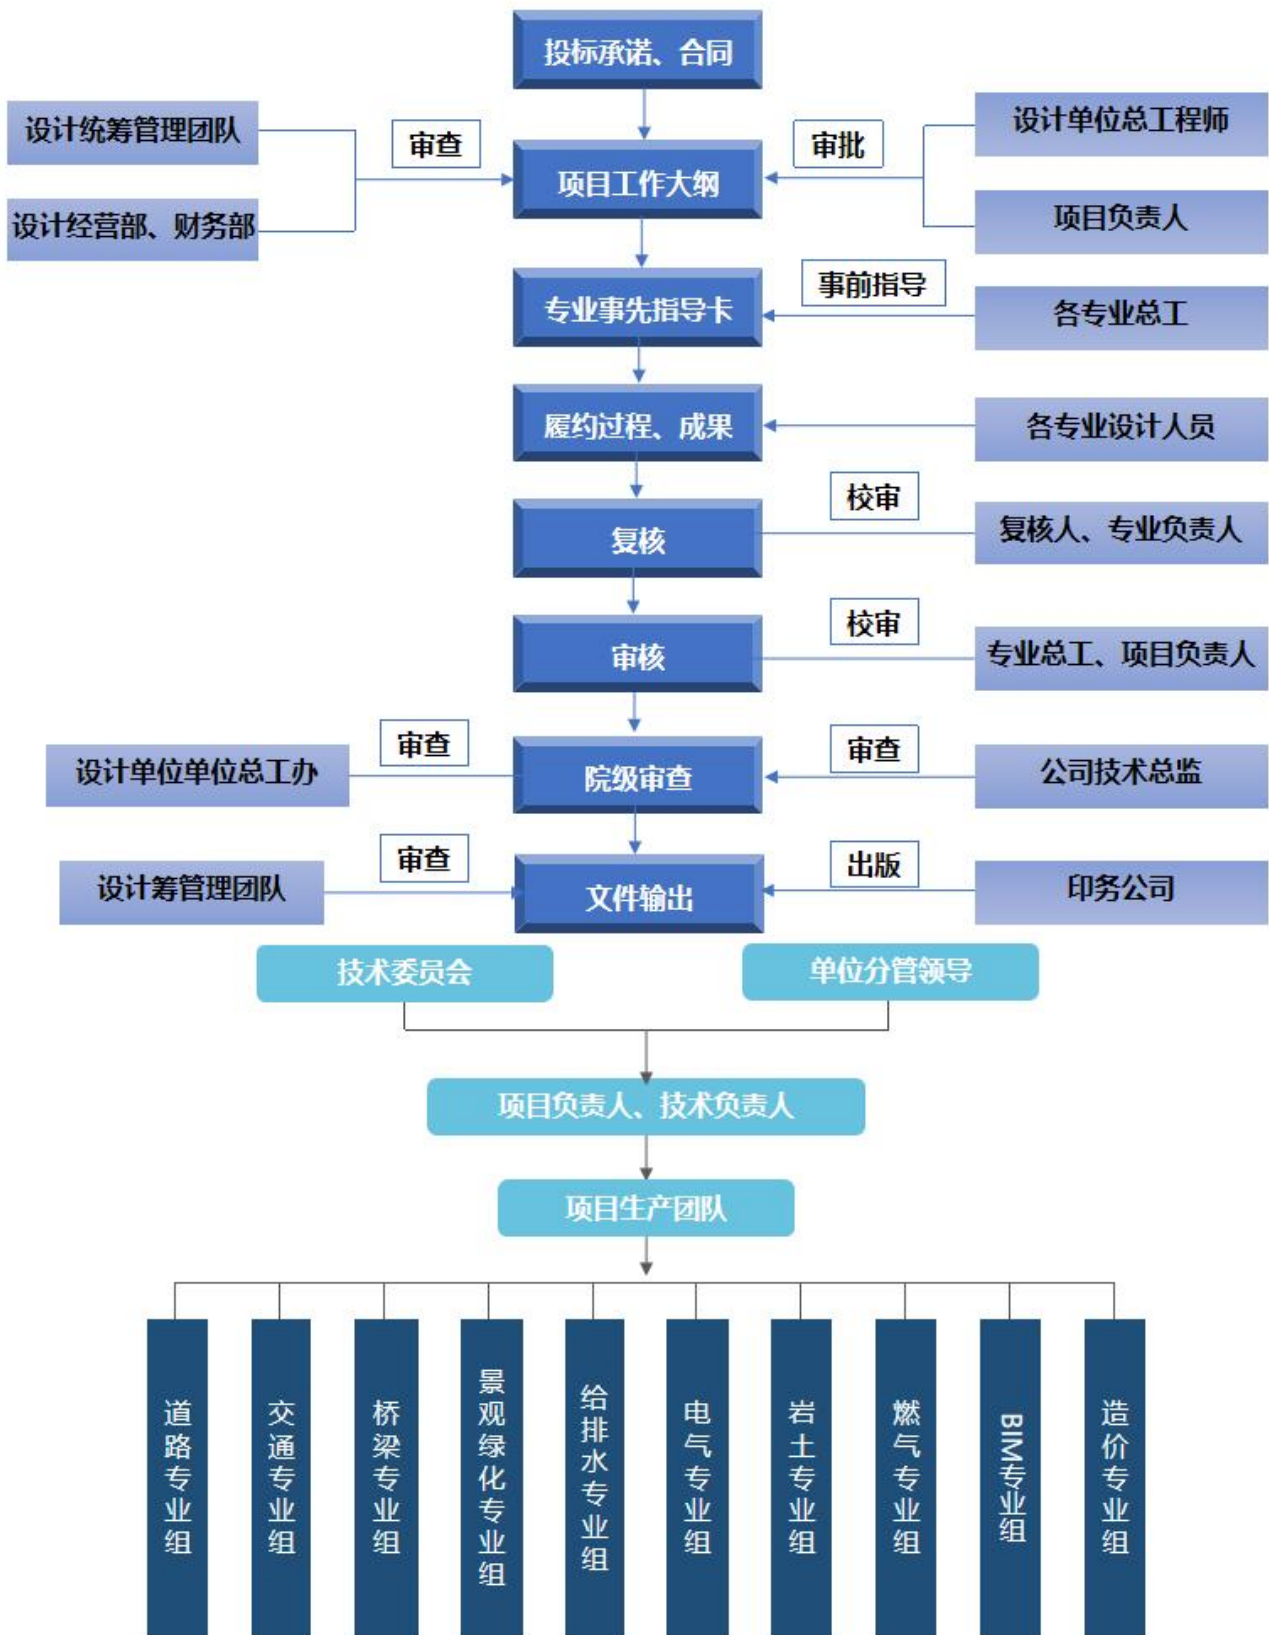 投标承诺、合同
设计统筹管理团队
审查
审批
设计单位总工程师
项目工作大纲
设计经营部、财务部
项目负责人
事前指导
专业事先指导卡
各专业总工
履约过程、成果
各专业设计人员
校审
复核
复核人、专业负责人
校审
审核
专业总工、项目负责人
审查
审查
设计单位单位总工办
院级审查
公司技术总监
审查
出版
设计筹管理团队
文件输出
印务公司
技术委员会
单位分管领导
项目负责人、技术负责人
项目生产团队
道路专业组
交通专业组
桥梁专业组
景观绿化专业组
给排水专业组
电气专业组
岩土专业组
燃气专业组
BIM专业组
造价专业组